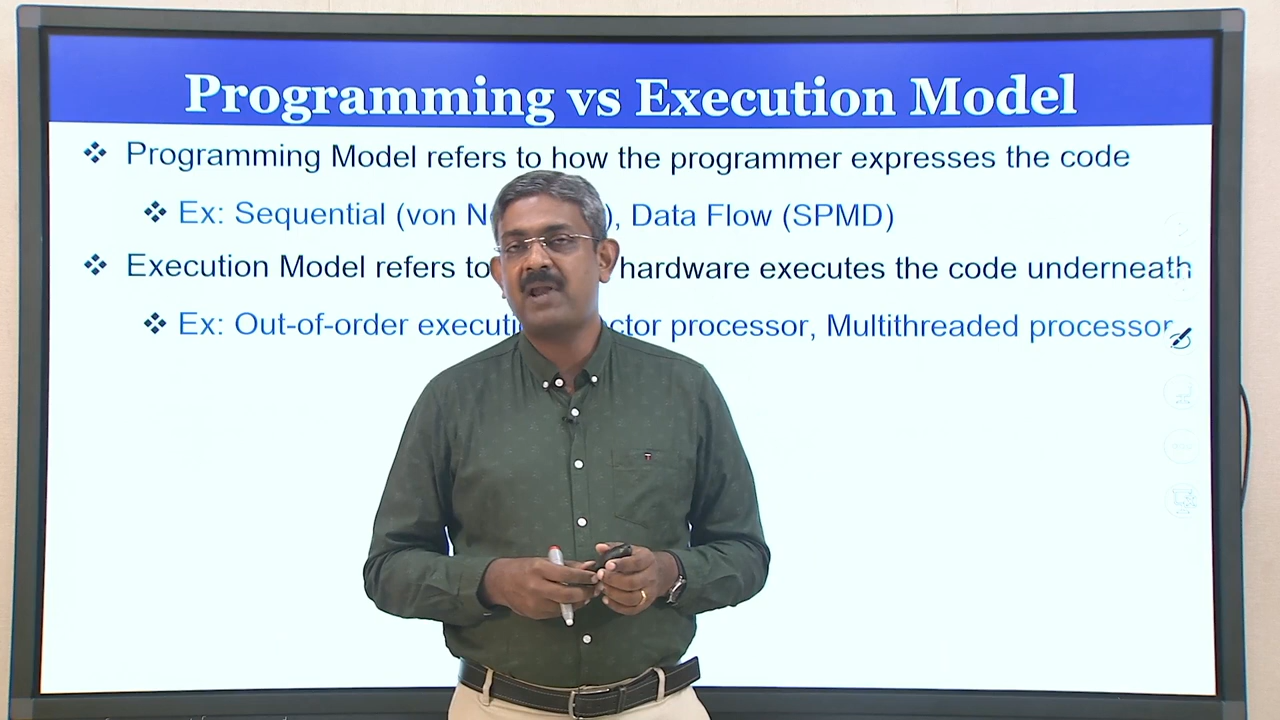 Programming vs Execution Model
Programming Model refers to how the programmer expresses the code
Ex: Sequential (von N ), Data Flow (SPMD)
Execution Model refers to hardware executes the code underneath
Ex: Out-of-order executi ctor processor, Multithreaded processor